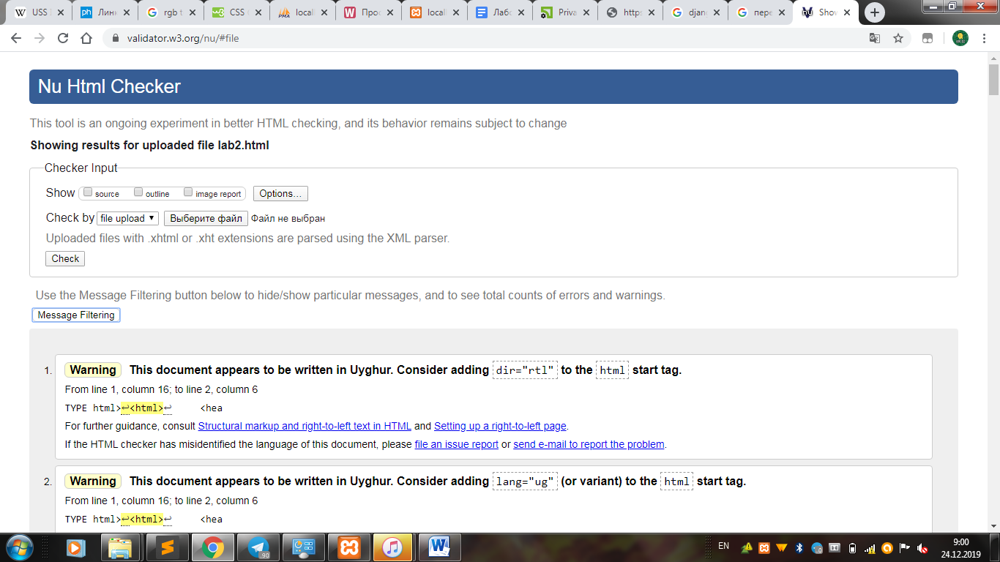 USS
Лини
rgb t
CSS
locali
Прос
locali
Лабо
Priva
https
djang
пере
Show
validator.w3.org/nu/#file
Nu Html Checker
This tool is an ongoing experiment in better HTML checking, and its behavior remains subject to change
Showing results for uploaded file lab2.html
Checker Input
Show source outline image report Options...
Check by file upload Выберите файл Файл не выбран
Uploaded files with .xhtml or .xht extensions are parsed using the XML parser.
Check
Use the Message Filtering button below to hide/show particular messages, and to see total counts of errors and warnings.
Message Filtering
1. Warning This document appears to be written in Uyghur. Consider adding dir="rtl" to the html start tag.
From line 1, column 16; to line 2, column 6
TYPE html>↩<html>↩ <hea
For further guidance, consult Structural markup and right-to-left text in HTML and Setting up a right-to-left page.
If the HTML checker has misidentified the language of this document, please file an issue report or send e-mail to report the problem.
2. Warning This document appears to be written in Uyghur. Consider adding lang="ug" (or variant) to the html start tag.
From line 1, column 16; to line 2, column 6
TYPE html>↩<html>↩ <hea
.90
EN
9:00
24.12.2019